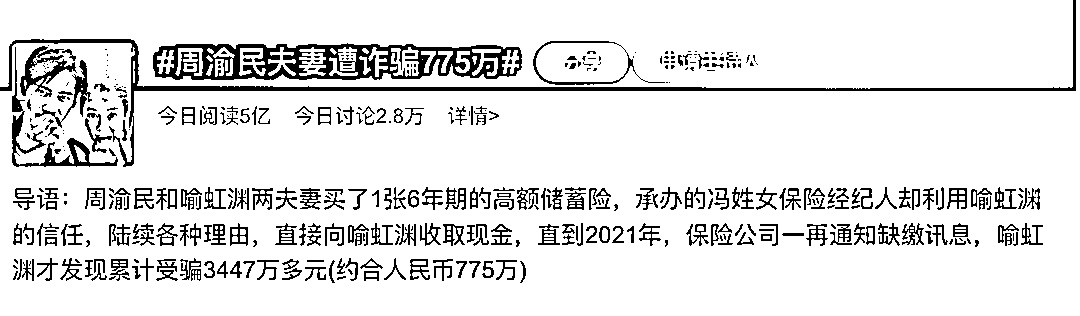 #周渝民夫妻遭诈骗775万#
今日阅读5亿 今日讨论2.8万 详情>
导语：周渝民和喻虹渊两夫妻买了1张6年期的高额储蓄险，承办的冯姓女保险经纪人却利用喻虹渊
的信任，陆续各种理由，直接向喻虹渊收取现金，直到2021年，保险公司一再通知缺缴讯息，喻虹
渊才发现累计受骗3447万多元(约合人民币775万)